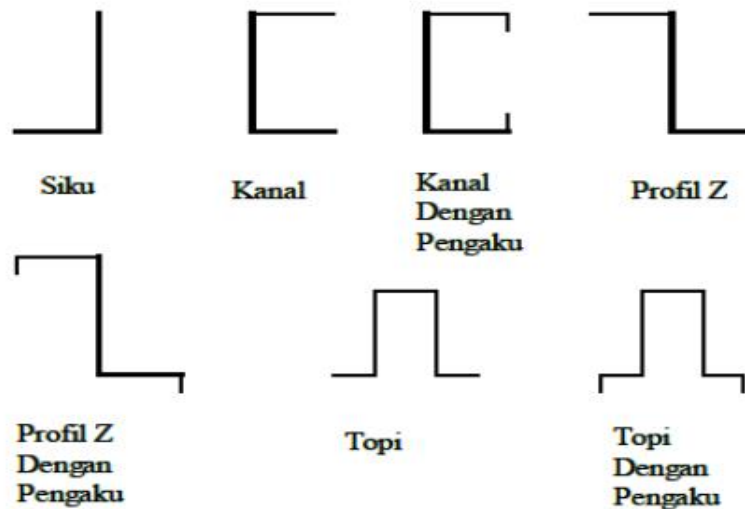 Siku
Kanal
Kanal
Dengan
Pengaku
Profil Z
Profil Z
Dengan
Pengaku
Topi
Topi
Dengan
Pengaku